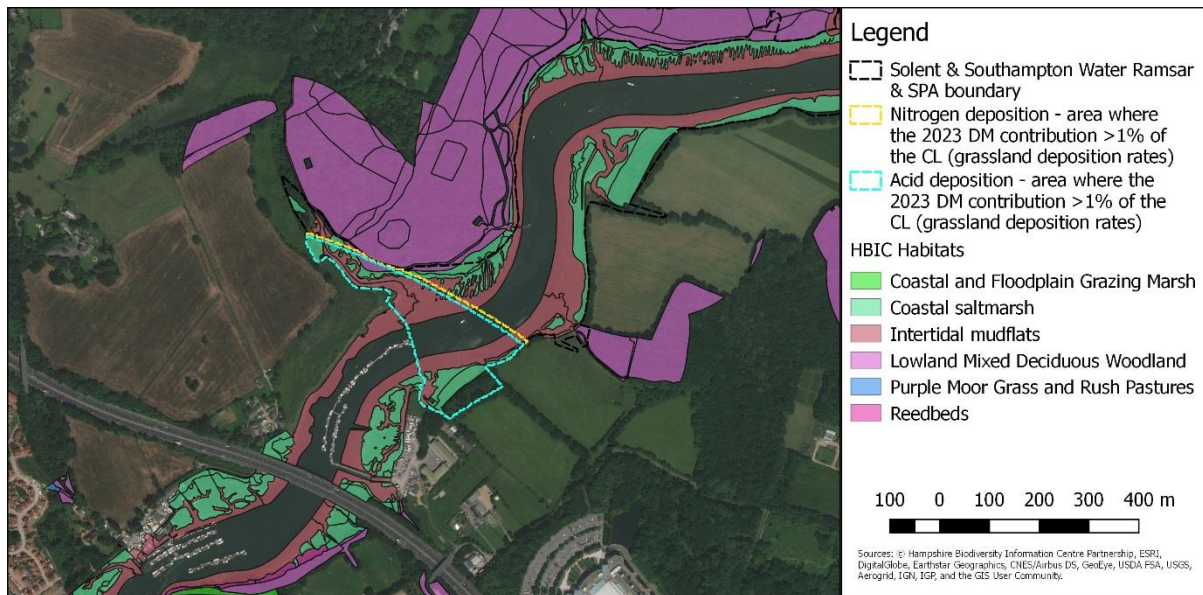 Legend
Solent & Southampton Water Ramsar
& SPA boundary
Nitrogen deposition - area where
the 2023 DM contribution >1% of
the CL (grassland deposition rates)
Acid deposition - area where the
2023 DM contribution >1% of the
CL (grassland deposition rates)
HBIC Habitats
Coastal and Floodplain Grazing Marsh
Coastal saltmarsh
Intertidal mudflats
Lowland Mixed Deciduous Woodland
Purple Moor Grass and Rush Pastures
Reedbeds
100 0 100 200 300 400 m
Sources: © Hampshire Biodiversity Information Centre Partnership, ESRI,
DigitalGlobe, Earthstar Geographics, CNES/Airbus DS, GeoEye, USDA FSA, USGS,
Aerogrid, IGN, IGP, and the GIS User Community.